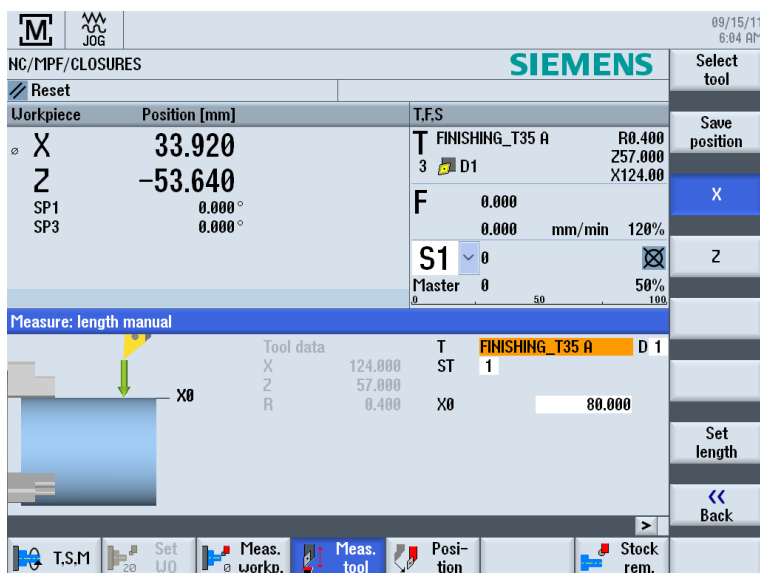 M
JOG
09/15/11
6:04 AM
NC/MPF/CLOSURES
SIEMENS
Reset
Workpiece Position [mm]
X 33.920
Z -53.640
SP1 0.000°
SP3 0.000°
T,F,S
T FINISHING_T35 A R0.400
3 D1 Z57.000
X124.00
F 0.000
0.000 mm/min 120%
S1 0
Master 0 50%
0 50 100
Measure: length manual
X0
Tool data
X 124.000
Z 57.000
R 0.400
T FINISHING_T35 A D 1
ST 1
X0 80.000
>
Select
tool
Save
position
X
Z
Set
length
<<
Back
T,S,M
Set
WO
Meas.
workp.
Meas.
tool
Posi-
tion
Stock
rem.